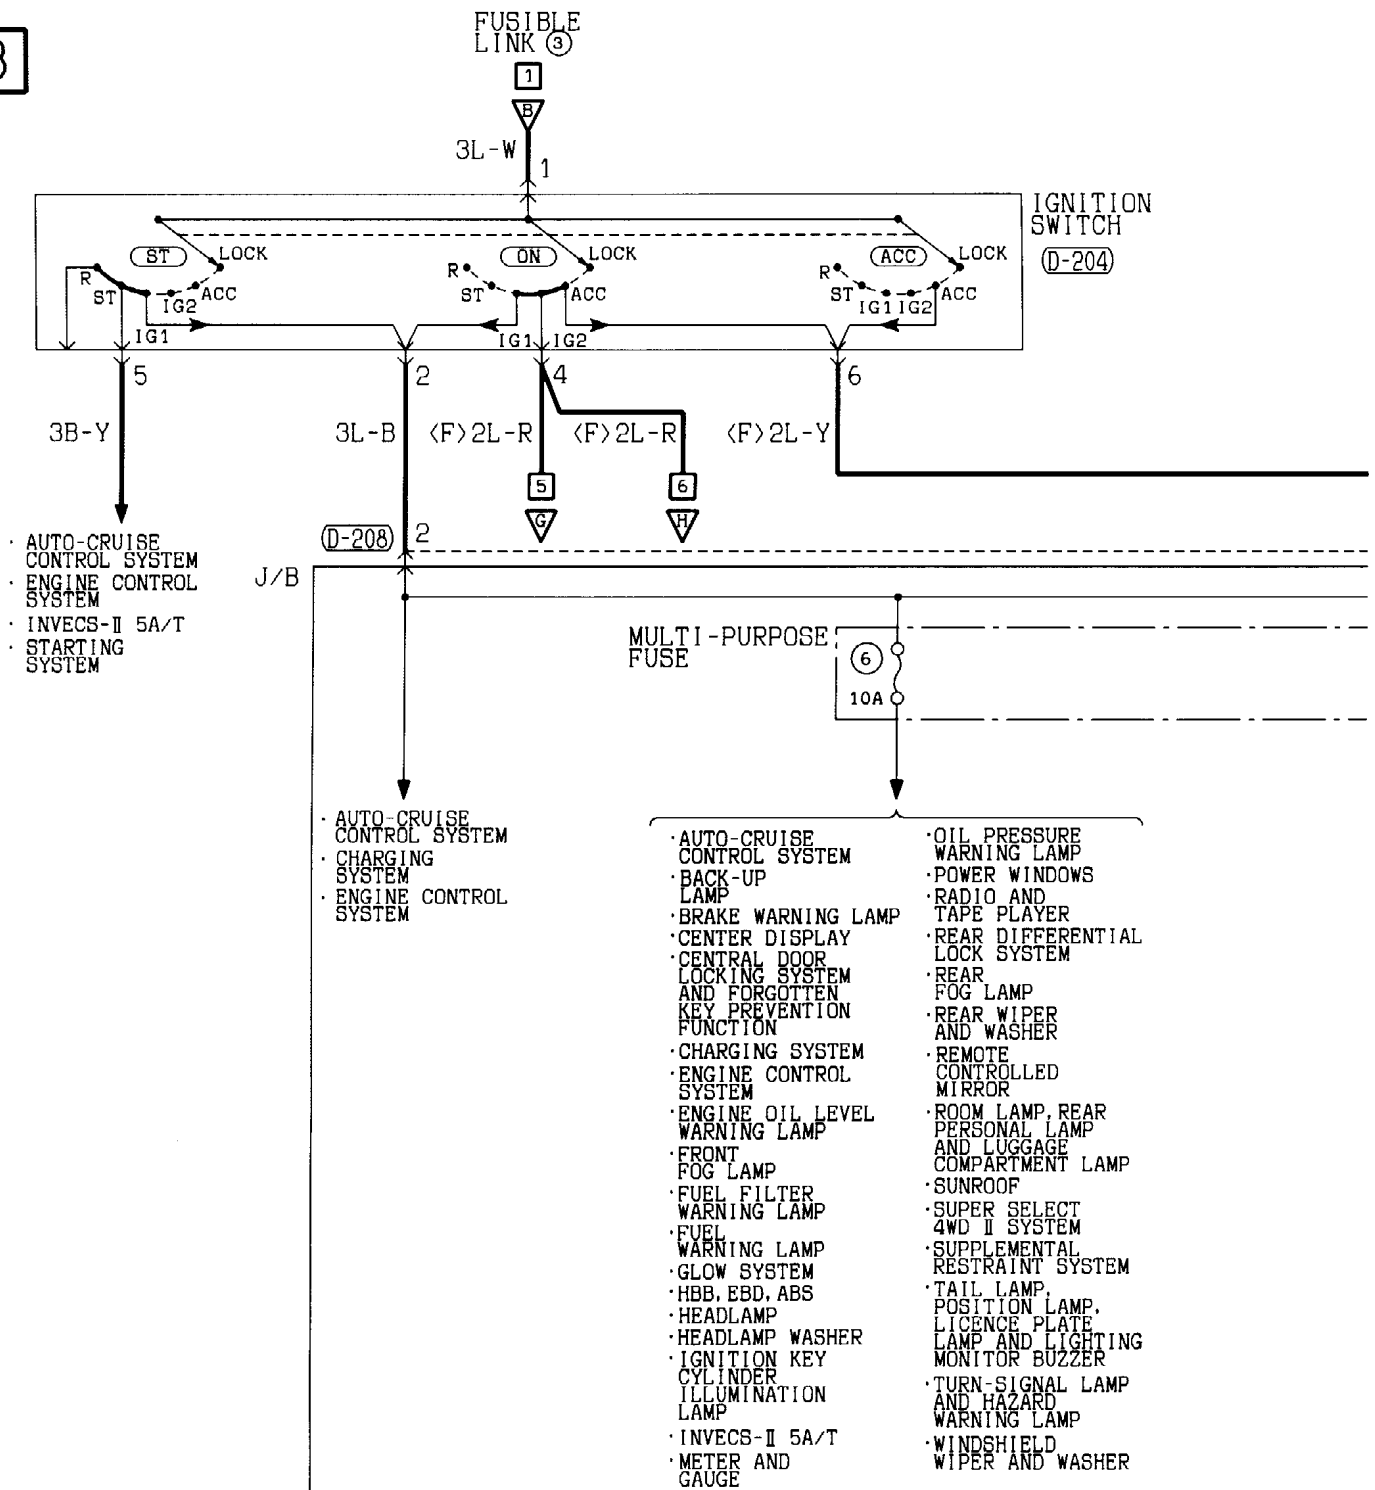 3
FUSIBLE
LINK ③
1
B
3L-W
1
IGNITION
SWITCH
(D-204)
ST
LOCK
R
ST
IG1
IG2
ACC
ON
LOCK
R
ST
IG1
IG2
ACC
ACC
LOCK
R
ST
IG1 IG2
ACC
5
2
4
6
3B-Y
3L-B
<F>2L-R
<F>2L-R
<F>2L-Y
5
G
6
H
· AUTO-CRUISE
CONTROL SYSTEM
· ENGINE CONTROL
SYSTEM
· INVECS-Ⅱ 5A/T
· STARTING
SYSTEM
(D-208)
2
J/B
MULTI-PURPOSE
FUSE
⑥
10A
· AUTO-CRUISE
CONTROL SYSTEM
· CHARGING
SYSTEM
· ENGINE CONTROL
SYSTEM
·AUTO-CRUISE
CONTROL SYSTEM
·BACK-UP
LAMP
·BRAKE WARNING LAMP
·CENTER DISPLAY
·CENTRAL DOOR
LOCKING SYSTEM
AND FORGOTTEN
KEY PREVENTION
FUNCTION
·CHARGING SYSTEM
·ENGINE CONTROL
SYSTEM
·ENGINE OIL LEVEL
WARNING LAMP
·FRONT
FOG LAMP
·FUEL FILTER
WARNING LAMP
·FUEL
WARNING LAMP
·GLOW SYSTEM
·HBB, EBD, ABS
·HEADLAMP
·HEADLAMP WASHER
·IGNITION KEY
CYLINDER
ILLUMINATION
LAMP
·INVECS-Ⅱ 5A/T
·METER AND
GAUGE
·OIL PRESSURE
WARNING LAMP
·POWER WINDOWS
·RADIO AND
TAPE PLAYER
·REAR DIFFERENTIAL
LOCK SYSTEM
·REAR
FOG LAMP
·REAR WIPER
AND WASHER
·REMOTE
CONTROLLED
MIRROR
·ROOM LAMP, REAR
PERSONAL LAMP
AND LUGGAGE
COMPARTMENT LAMP
·SUNROOF
·SUPER SELECT
4WD Ⅱ SYSTEM
·SUPPLEMENTAL
RESTRAINT SYSTEM
·TAIL LAMP,
POSITION LAMP,
LICENCE PLATE
LAMP AND LIGHTING
MONITOR BUZZER
·TURN-SIGNAL LAMP
AND HAZARD
WARNING LAMP
·WINDSHIELD
WIPER AND WASHER